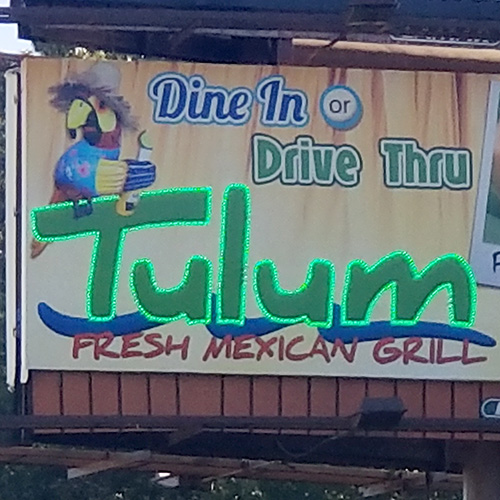 Dine In or
Drive Thru
Tulum
FRESH MEXICAN GRILL